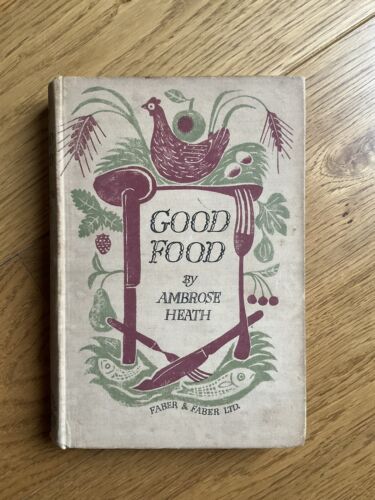 GOOD
FOOD
BY
AMBROSE
HEATH
FABER & FABER LTD.